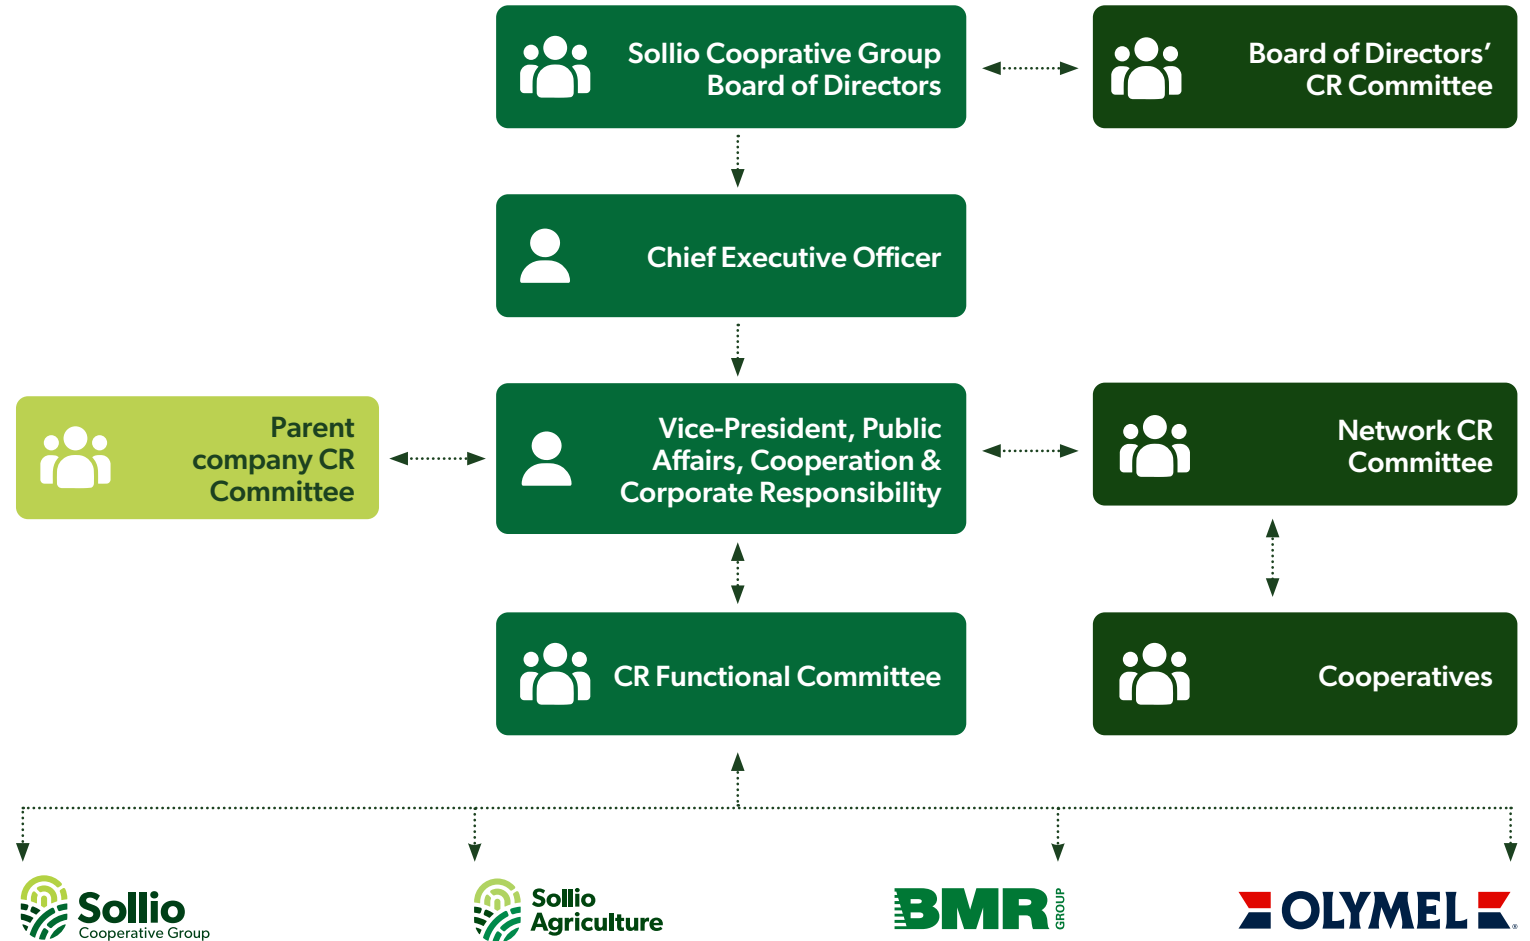 Sollio Cooprative Group
Board of Directors
Board of Directors’
CR Committee
Chief Executive Officer
Parent
company CR
Committee
Vice-President, Public
Affairs, Cooperation &
Corporate Responsibility
Network CR
Committee
CR Functional Committee
Cooperatives
Sollio
Cooperative Group
Sollio
Agriculture
BMR
GROUP
OLYMEL